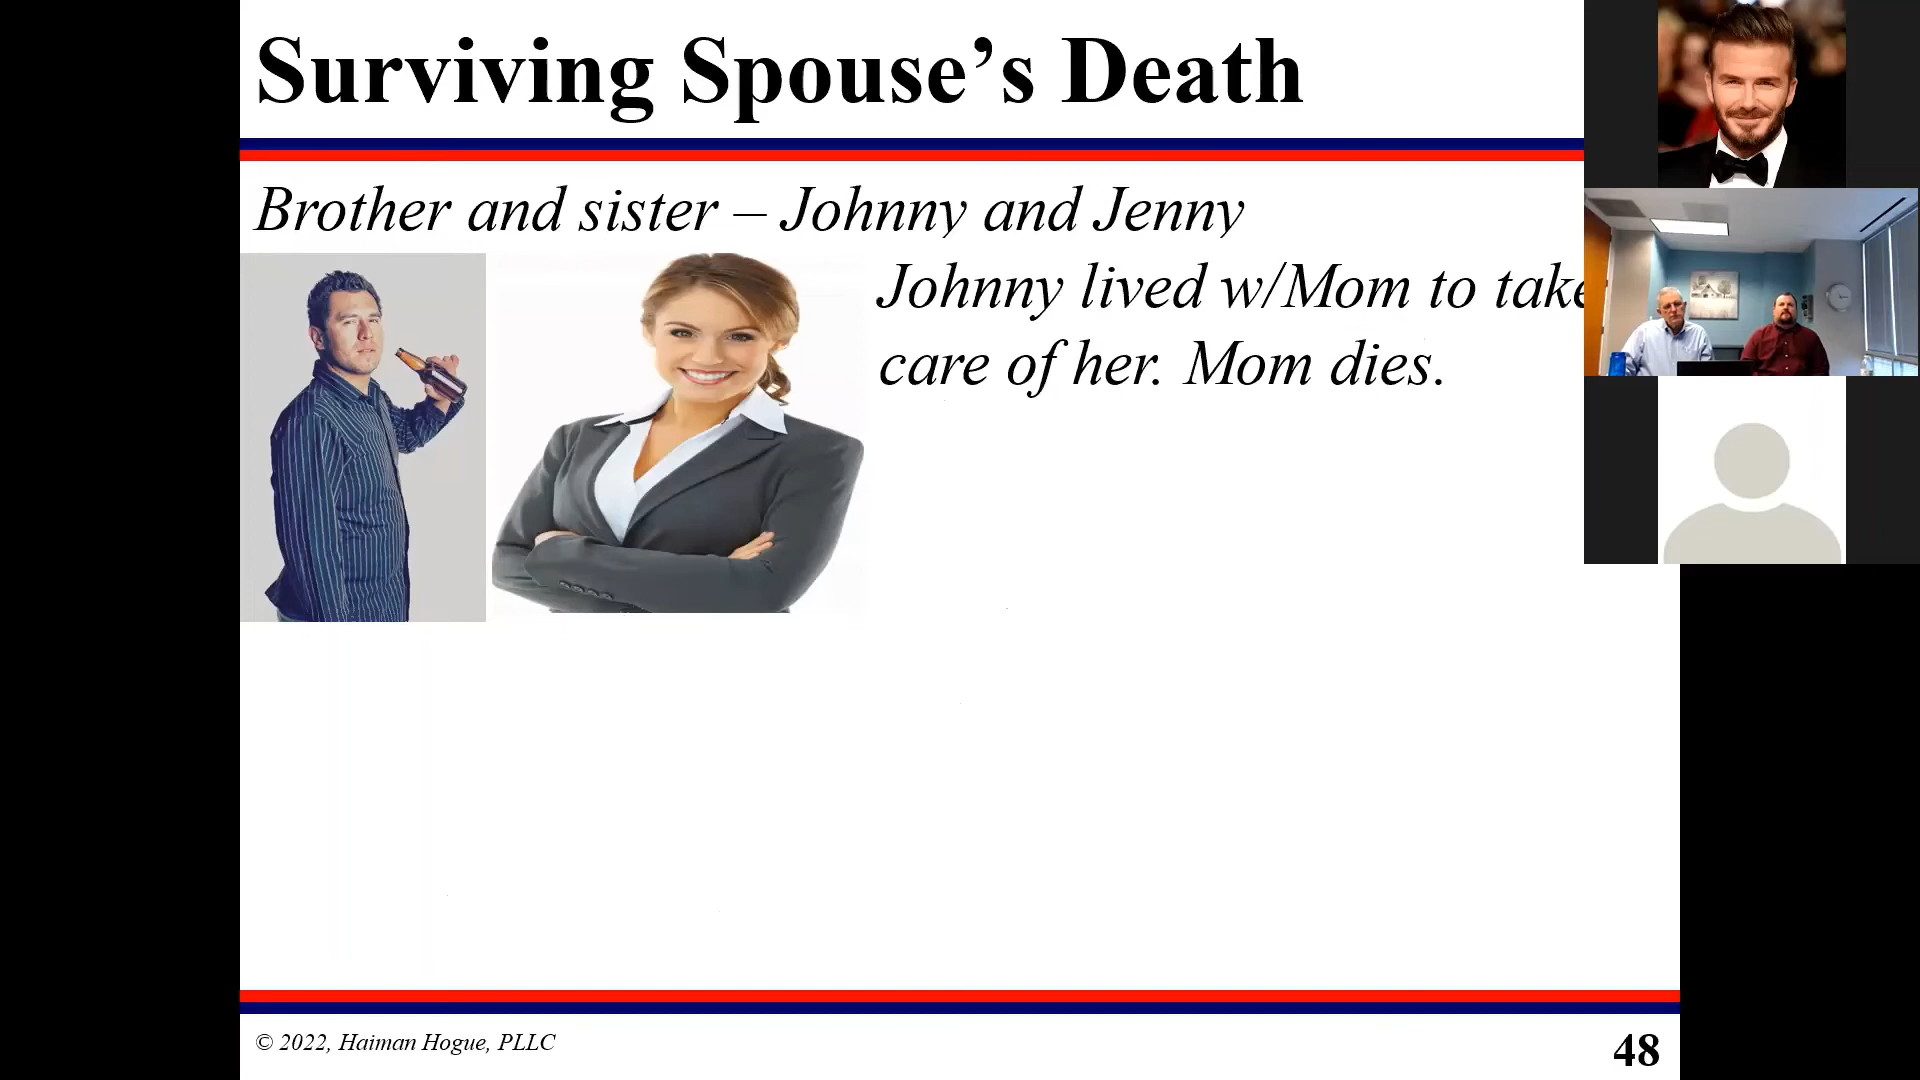 Surviving Spouse’s Death
Brother and sister – Johnny and Jenny
Johnny lived w/Mom to take
care of her. Mom dies.
© 2022, Haiman Hogue, PLLC
48